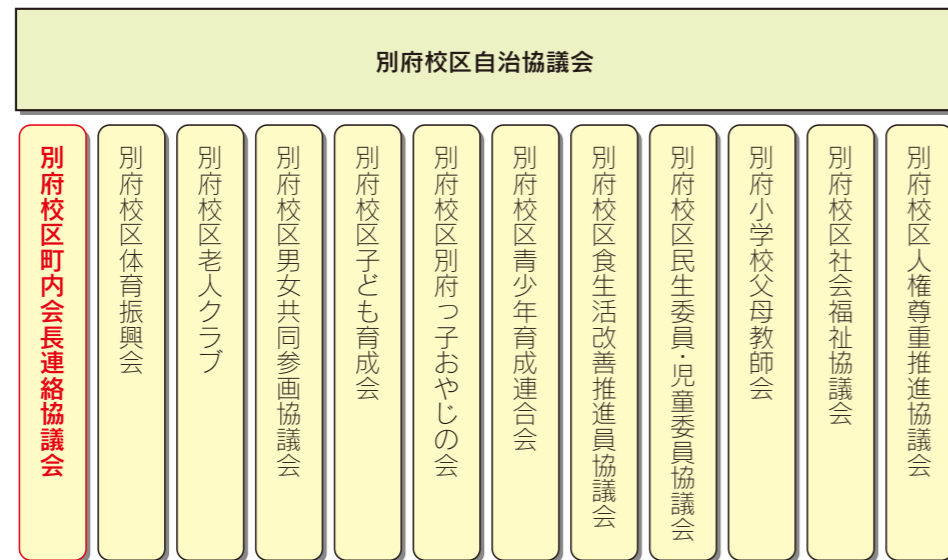 別府校区自治協議会
別府校区町内会長連絡協議会
別府校区体育振興会
別府校区老人クラブ
別府校区男女共同参画協議会
別府校区子ども育成会
別府校区別府っ子おやじの会
別府校区青少年育成連合会
別府校区食生活改善推進員協議会
別府校区民生委員・児童委員協議会
別府小学校父母教師会
別府校区社会福祉協議会
別府校区人権尊重推進協議会